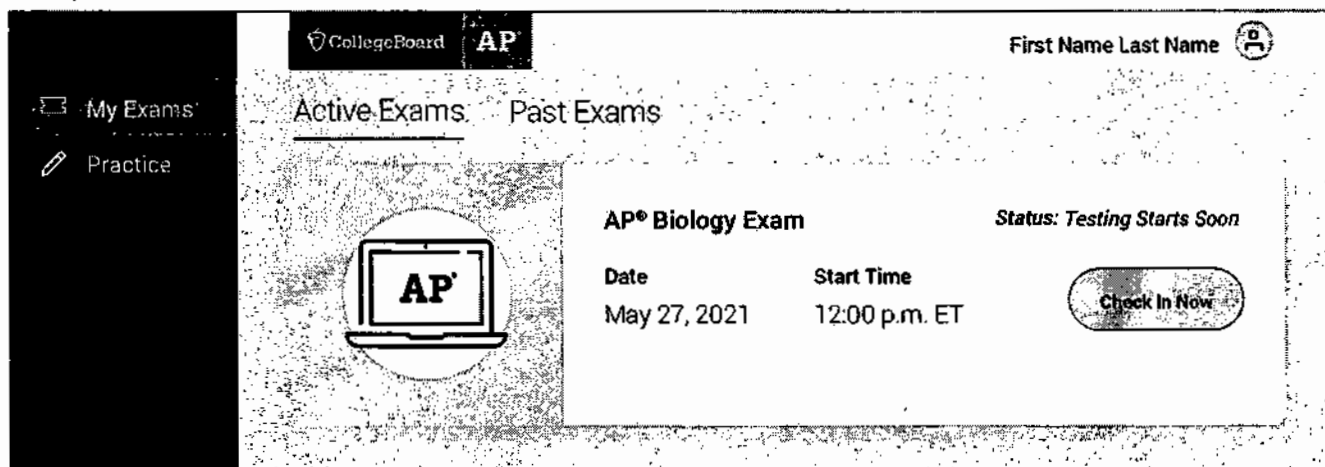 CollegeBoard AP
First Name Last Name
My Exams
Practice
Active Exams Past Exams
AP
AP® Biology Exam
Status: Testing Starts Soon
Date Start Time
May 27, 2021 12:00 p.m. ET
Check In Now